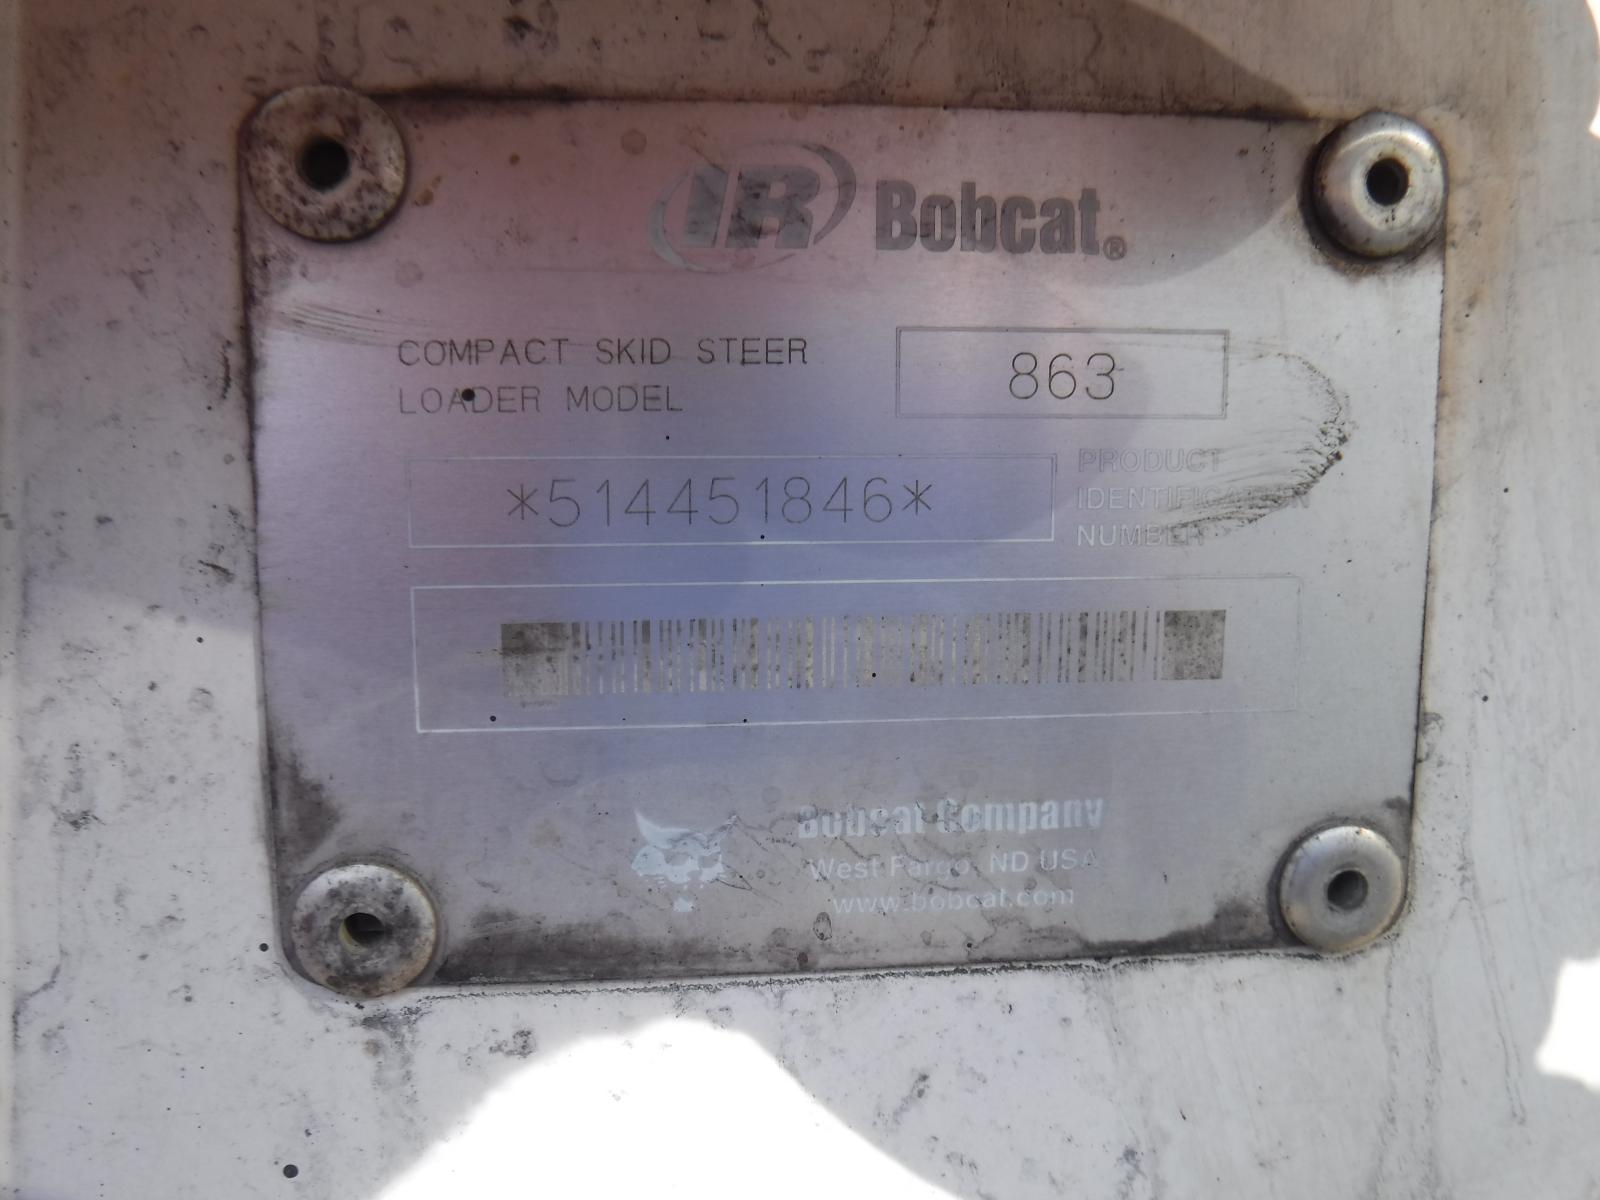 IR Bobcat®
COMPACT SKID STEER
LOADER MODEL
863
*514451846*
PRODUCT
IDENTIFICATION
NUMBER
Bobcat Company
West Fargo, ND USA
www.bobcat.com